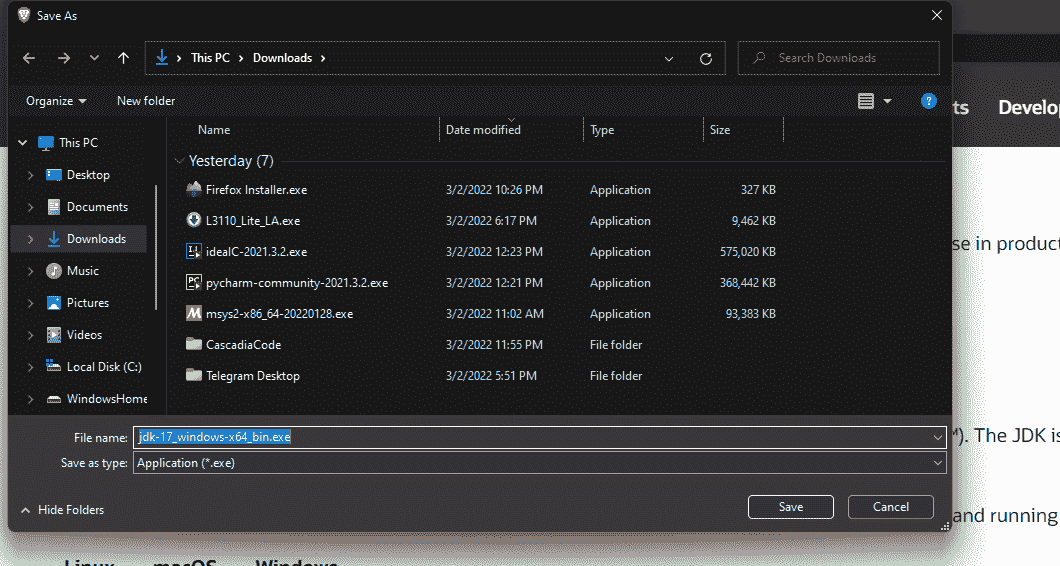 Save As
This PC > Downloads >
Search Downloads
Organize
New folder
?
ts
Develop
Name
Date modified
Type
Size
This PC
Desktop
Documents
Downloads
Music
Pictures
Videos
Local Disk (C:)
WindowsHome
Yesterday (7)
Firefox Installer.exe 3/2/2022 10:26 PM Application 327 KB
L3110_Lite_LA.exe 3/2/2022 6:17 PM Application 9,462 KB
ideaIC-2021.3.2.exe 3/2/2022 12:23 PM Application 575,020 KB
pycharm-community-2021.3.2.exe 3/2/2022 12:21 PM Application 368,442 KB
msys2-x86_64-20220128.exe 3/2/2022 11:02 AM Application 93,383 KB
CascadiaCode 3/2/2022 11:55 PM File folder
Telegram Desktop 3/2/2022 5:51 PM File folder
se in product
File name: jdk-17_windows-x64_bin.exe
). The JDK is
Save as type: Application (*.exe)
Hide Folders
Save
Cancel
and running
Linux macOS Windows